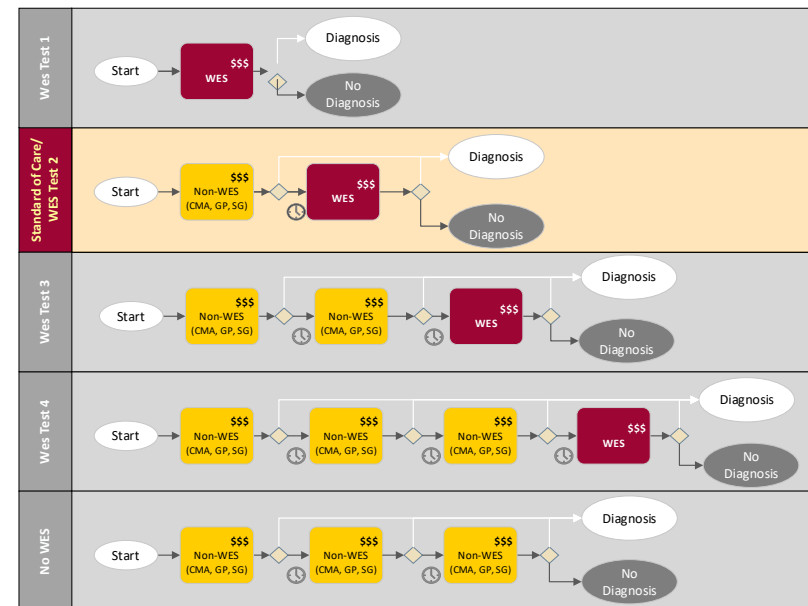 Wes Test 1
Start
$$$
WES
Diagnosis
No
Diagnosis
Standard of Care/
WES Test 2
Start
$$$
Non-WES
(CMA, GP, SG)
$$$
WES
Diagnosis
No
Diagnosis
Wes Test 3
Start
$$$
Non-WES
(CMA, GP, SG)
$$$
Non-WES
(CMA, GP, SG)
$$$
WES
Diagnosis
No
Diagnosis
Wes Test 4
Start
$$$
Non-WES
(CMA, GP, SG)
$$$
Non-WES
(CMA, GP, SG)
$$$
Non-WES
(CMA, GP, SG)
$$$
WES
Diagnosis
No
Diagnosis
No WES
Start
$$$
Non-WES
(CMA, GP, SG)
$$$
Non-WES
(CMA, GP, SG)
$$$
Non-WES
(CMA, GP, SG)
Diagnosis
No
Diagnosis